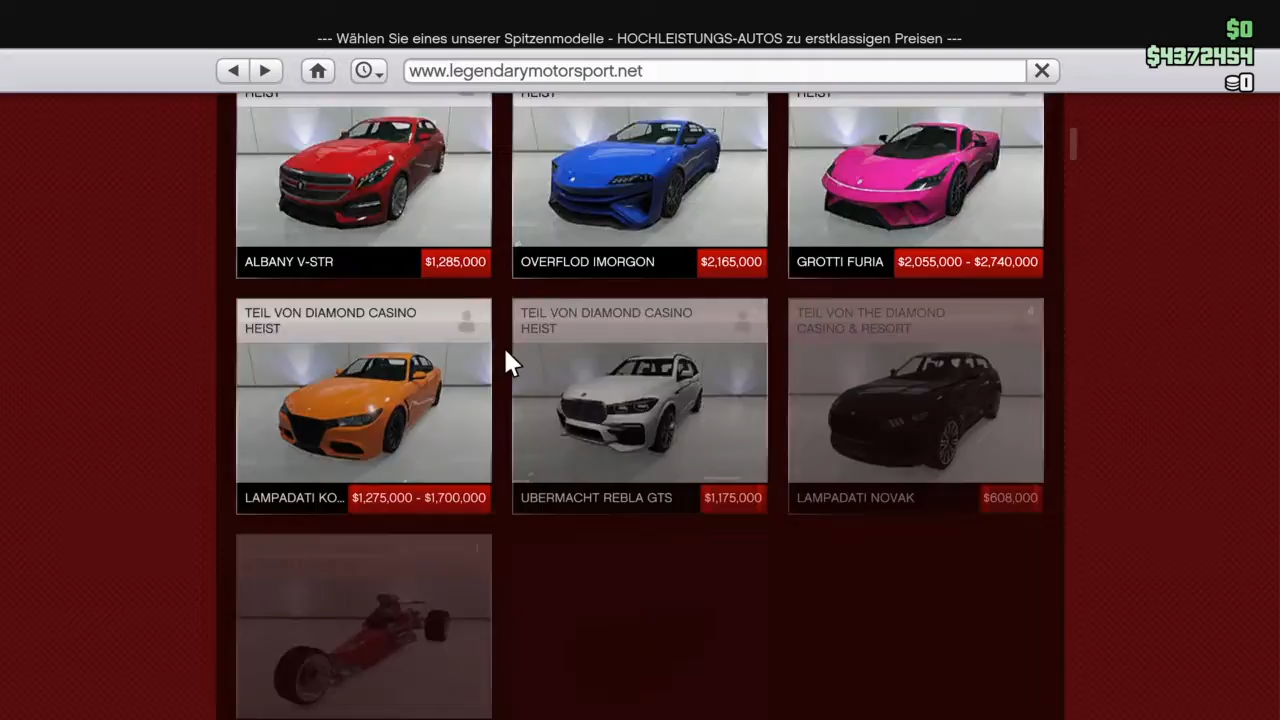 --- Wählen Sie eines unserer Spitzenmodelle - HOCHLEISTUNGS-AUTOS zu erstklassigen Preisen ---
$0
$4372454
0
www.legendarymotorsport.net
HEIST
HEIST
HEIST
ALBANY V-STR
$1,285,000
OVERFLOD IMORGON
$2,165,000
GROTTI FURIA
$2,055,000 - $2,740,000
TEIL VON DIAMOND CASINO
HEIST
TEIL VON DIAMOND CASINO
HEIST
TEIL VON THE DIAMOND
CASINO & RESORT
LAMPADATI KO...
$1,275,000 - $1,700,000
UBERMACHT REBLA GTS
$1,175,000
LAMPADATI NOVAK
$608,000